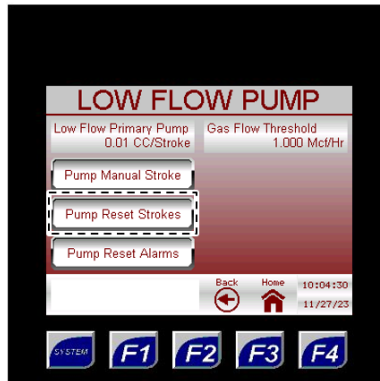 LOW FLOW PUMP
Low Flow Primary Pump
0.01 CC/Stroke
Gas Flow Threshold
1.000 Mcf/Hr
Pump Manual Stroke
Pump Reset Strokes
Pump Reset Alarms
Back
Home
10:04:30
11/27/23
SYSTEM
F1
F2
F3
F4